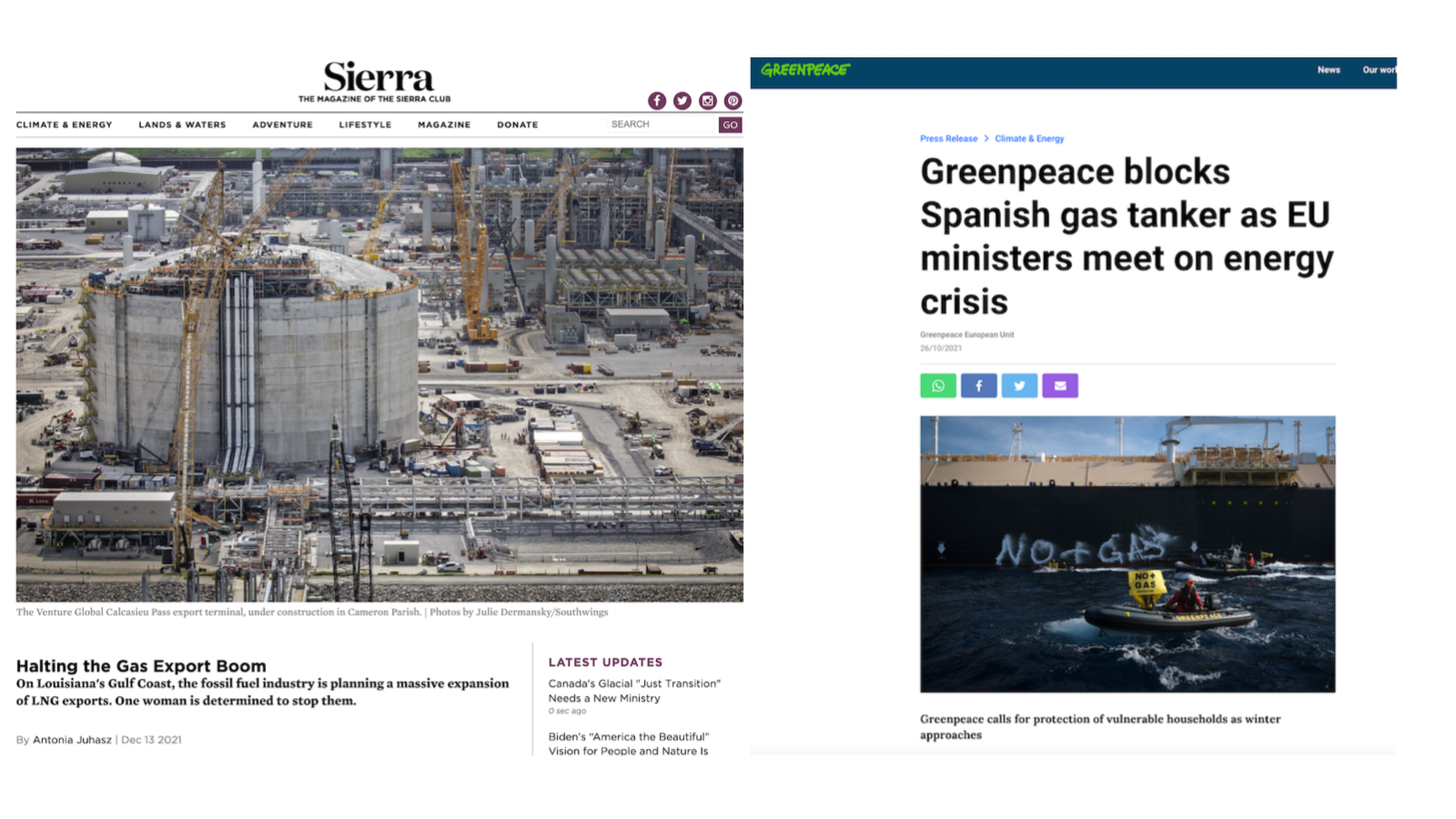 Sierra
THE MAGAZINE OF THE SIERRA CLUB
CLIMATE & ENERGY LANDS & WATERS ADVENTURE LIFESTYLE MAGAZINE DONATE SEARCH GO
The Venture Global Calcasieu Pass export terminal, under construction in Cameron Parish. | Photos by Julie Dermansky/Southwings
Halting the Gas Export Boom
On Louisiana's Gulf Coast, the fossil fuel industry is planning a massive expansion
of LNG exports. One woman is determined to stop them.
By Antonia Juhasz | Dec 13 2021
LATEST UPDATES
Canada's Glacial "Just Transition"
Needs a New Ministry
0 sec ago
Biden's "America the Beautiful"
Vision for People and Nature Is
GREENPEACE
News Our worl
Press Release > Climate & Energy
Greenpeace blocks
Spanish gas tanker as EU
ministers meet on energy
crisis
Greenpeace European Unit
26/10/2021
NO+GAS
NO+
GAS
GREENPEACE
Greenpeace calls for protection of vulnerable households as winter
approaches